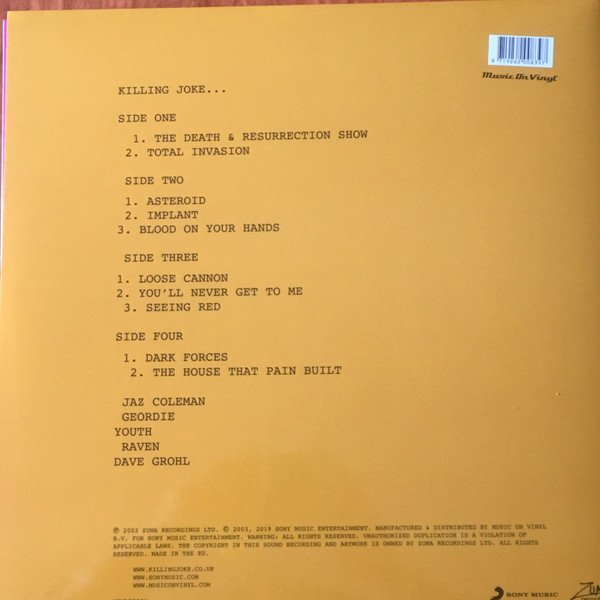 8 719262 008397
Music On Vinyl
KILLING JOKE...
SIDE ONE
1. THE DEATH & RESURRECTION SHOW
2. TOTAL INVASION
SIDE TWO
1. ASTEROID
2. IMPLANT
3. BLOOD ON YOUR HANDS
SIDE THREE
1. LOOSE CANNON
2. YOU'LL NEVER GET TO ME
3. SEEING RED
SIDE FOUR
1. DARK FORCES
2. THE HOUSE THAT PAIN BUILT
JAZ COLEMAN
GEORDIE
YOUTH
RAVEN
DAVE GROHL
℗ 2003 ZUMA RECORDINGS LTD. © 2003, 2019 SONY MUSIC ENTERTAINMENT. MANUFACTURED & DISTRIBUTED BY MUSIC ON VINYL
B.V. FOR SONY MUSIC ENTERTAINMENT. WARNING: ALL RIGHTS RESERVED. UNAUTHORIZED DUPLICATION IS A VIOLATION OF
APPLICABLE LAWS. THE COPYRIGHT IN THIS SOUND RECORDING AND ARTWORK IS OWNED BY ZUMA RECORDINGS LTD. ALL RIGHTS
RESERVED. MADE IN THE EU.
WWW.KILLINGJOKE.CO.UK
WWW.SONYMUSIC.COM
WWW.MUSICONVINYL.COM
SONY MUSIC